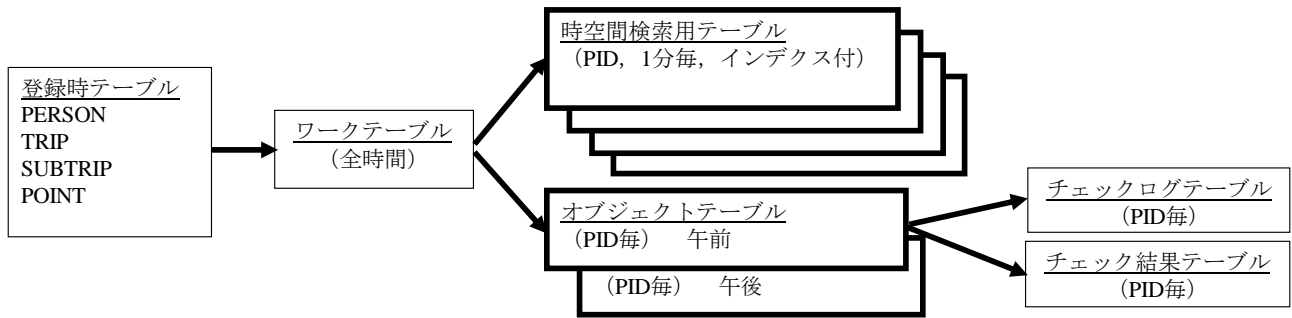 登録時テーブル
PERSON
TRIP
SUBTRIP
POINT
ワークテーブル
(全時間)
時空間検索用テーブル
(PID, 1分毎, インデクス付)
オブジェクトテーブル
(PID毎) 午前
(PID毎) 午後
チェックログテーブル
(PID毎)
チェック結果テーブル
(PID毎)